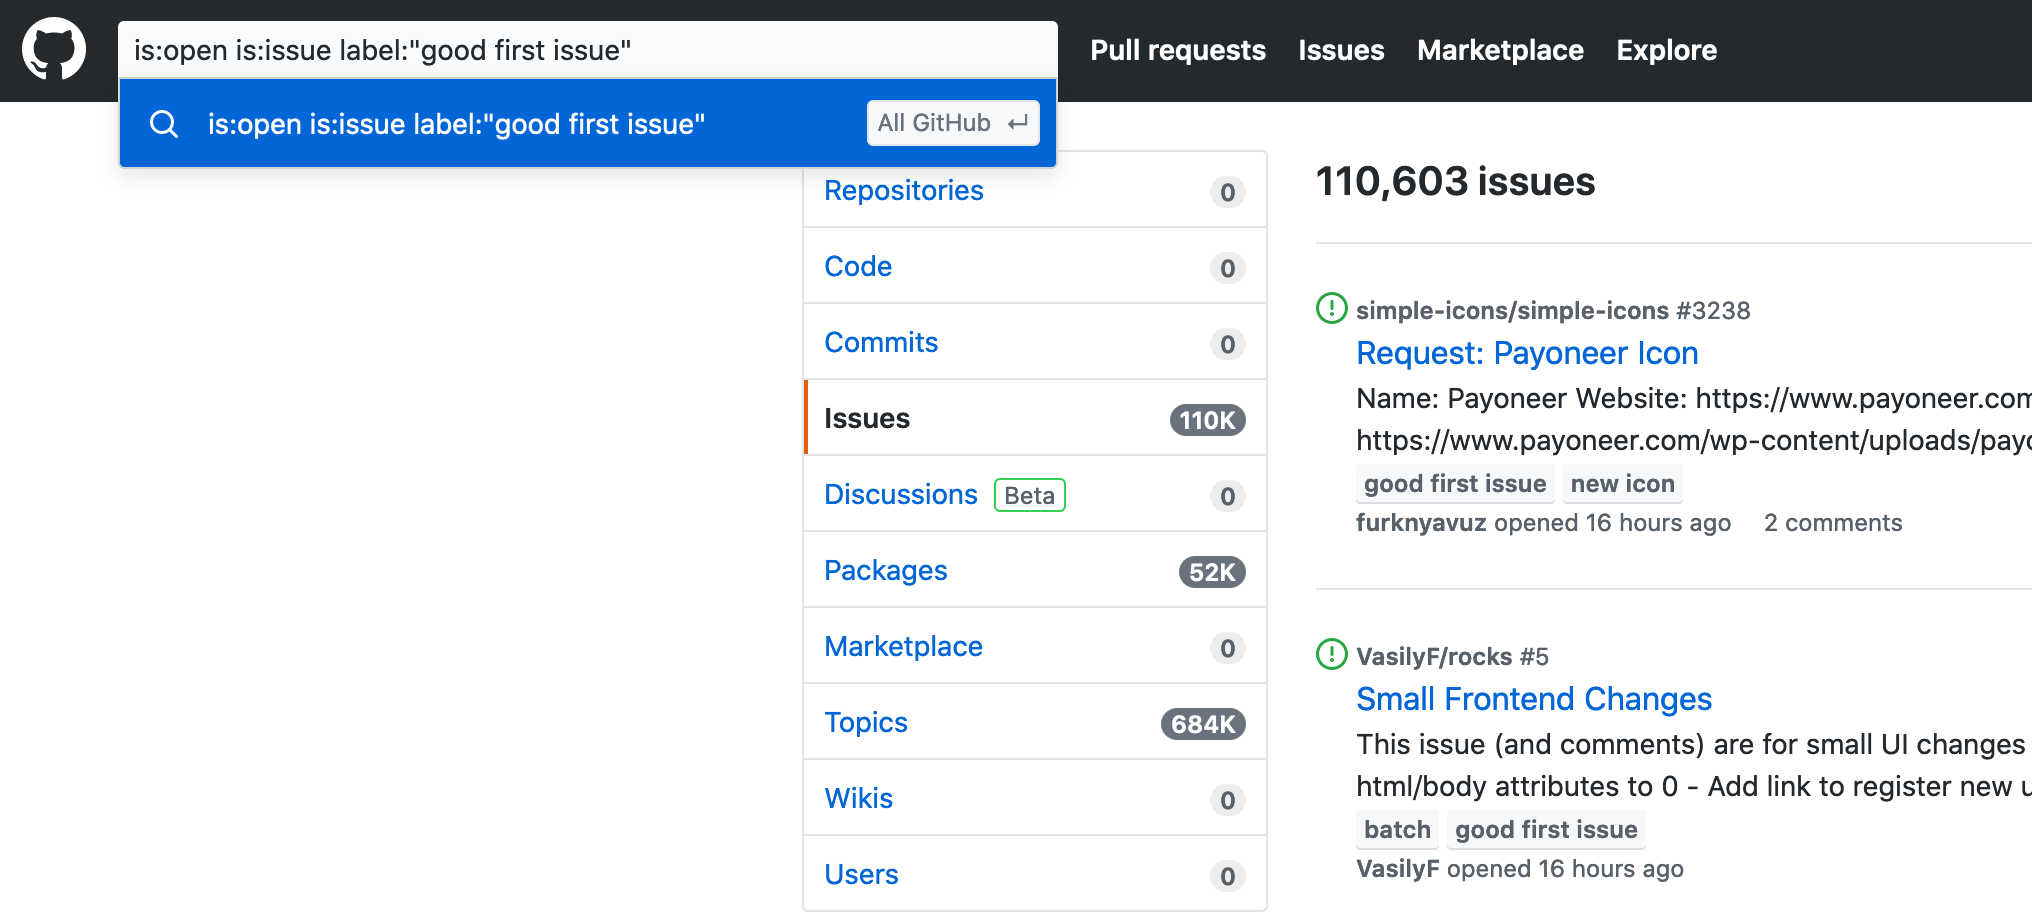 is:open is:issue label:"good first issue"
Pull requests Issues Marketplace Explore
is:open is:issue label:"good first issue" All GitHub
Repositories 0
Code 0
Commits 0
Issues 110K
Discussions Beta 0
Packages 52K
Marketplace 0
Topics 684K
Wikis 0
Users 0
110,603 issues
simple-icons/simple-icons #3238
Request: Payoneer Icon
Name: Payoneer Website: https://www.payoneer.com
https://www.payoneer.com/wp-content/uploads/payo
good first issue new icon
furknyavuz opened 16 hours ago 2 comments
VasilyF/rocks #5
Small Frontend Changes
This issue (and comments) are for small UI changes
html/body attributes to 0 - Add link to register new u
batch good first issue
VasilyF opened 16 hours ago